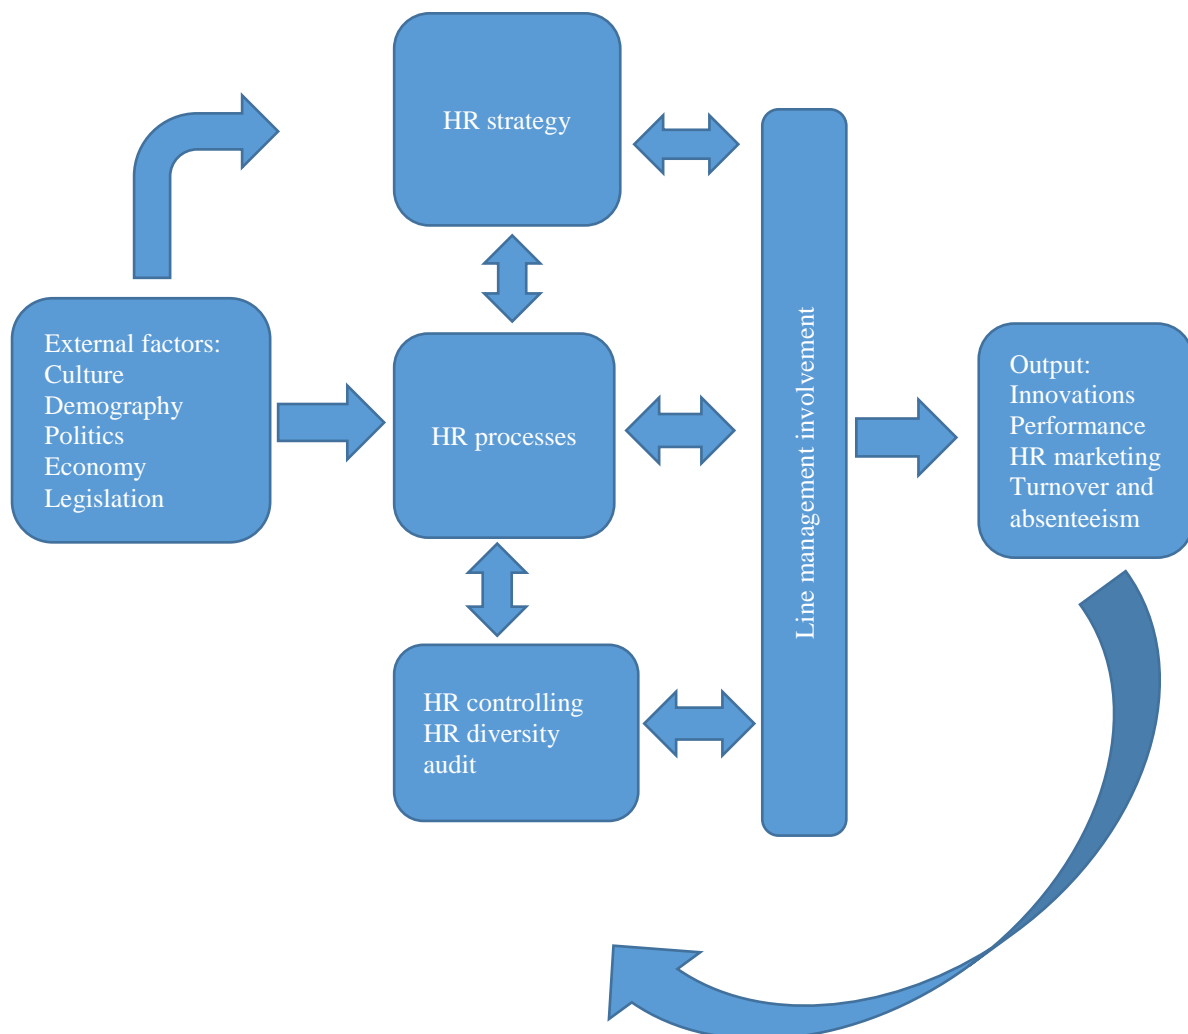 HR strategy
External factors:
Culture
Demography
Politics
Economy
Legislation
HR processes
HR controlling
HR diversity
audit
Line management involvement
Output:
Innovations
Performance
HR marketing
Turnover and
absenteeism